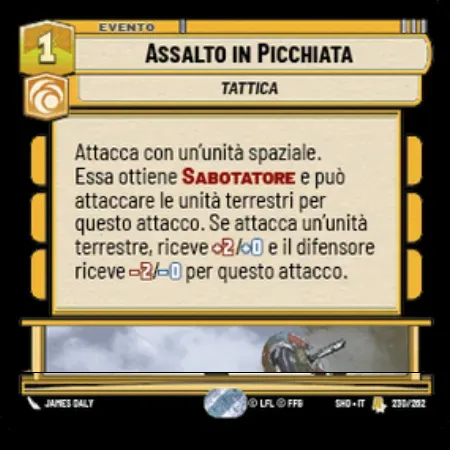 EVENTO
1
ASSALTO IN PICCHIATA
TATTICA
Attacca con un'unità spaziale.
Essa ottiene SABOTATORE e può
attaccare le unità terrestri per
questo attacco. Se attacca un'unità
terrestre, riceve +2/+0 e il difensore
riceve -2/-0 per questo attacco.
JAMES DALY © LFL © FFG SHD • IT 230/262